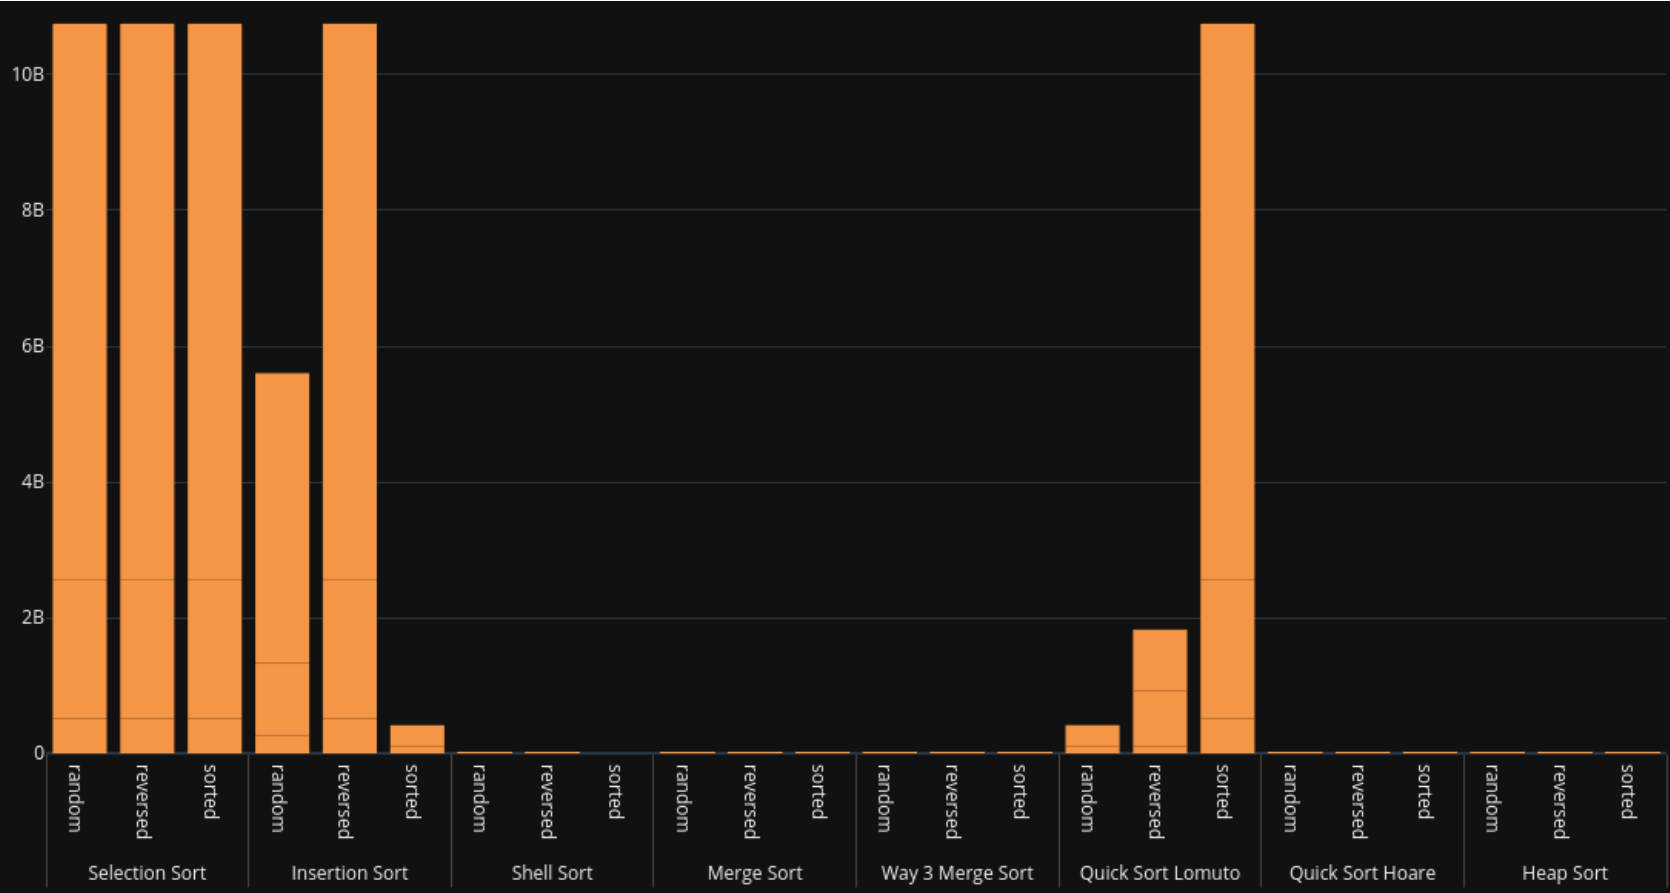 10B
8B
6B
4B
2B
0
random reversed sorted random reversed sorted random reversed sorted random reversed sorted random reversed sorted random reversed sorted random reversed sorted random reversed sorted
Selection Sort Insertion Sort Shell Sort Merge Sort Way 3 Merge Sort Quick Sort Lomuto Quick Sort Hoare Heap Sort